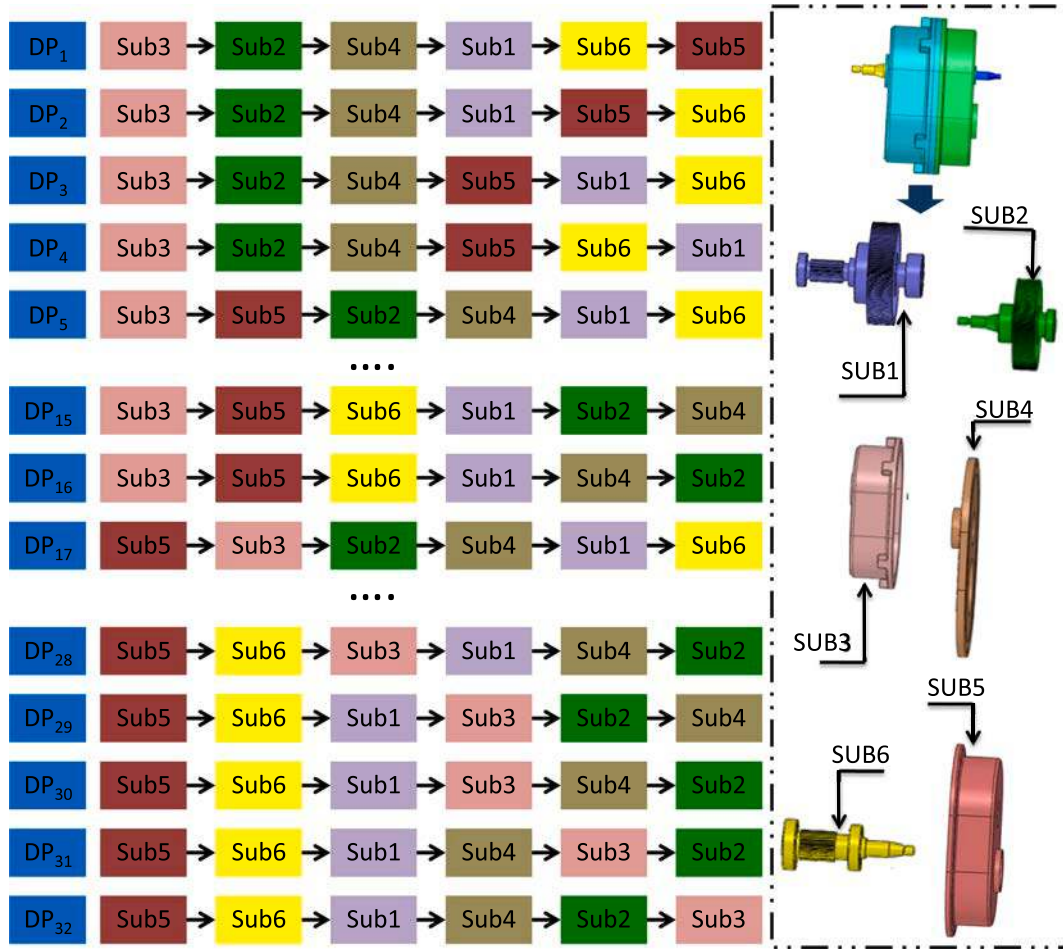 DP1 Sub3 Sub2 Sub4 Sub1 Sub6 Sub5
DP2 Sub3 Sub2 Sub4 Sub1 Sub5 Sub6
DP3 Sub3 Sub2 Sub4 Sub5 Sub1 Sub6
DP4 Sub3 Sub2 Sub4 Sub5 Sub6 Sub1
DP5 Sub3 Sub5 Sub2 Sub4 Sub1 Sub6
....
DP15 Sub3 Sub5 Sub6 Sub1 Sub2 Sub4
DP16 Sub3 Sub5 Sub6 Sub1 Sub4 Sub2
DP17 Sub5 Sub3 Sub2 Sub4 Sub1 Sub6
....
DP28 Sub5 Sub6 Sub3 Sub1 Sub4 Sub2
DP29 Sub5 Sub6 Sub1 Sub3 Sub2 Sub4
DP30 Sub5 Sub6 Sub1 Sub3 Sub4 Sub2
DP31 Sub5 Sub6 Sub1 Sub4 Sub3 Sub2
DP32 Sub5 Sub6 Sub1 Sub4 Sub2 Sub3
SUB2
SUB1
SUB4
SUB3
SUB5
SUB6